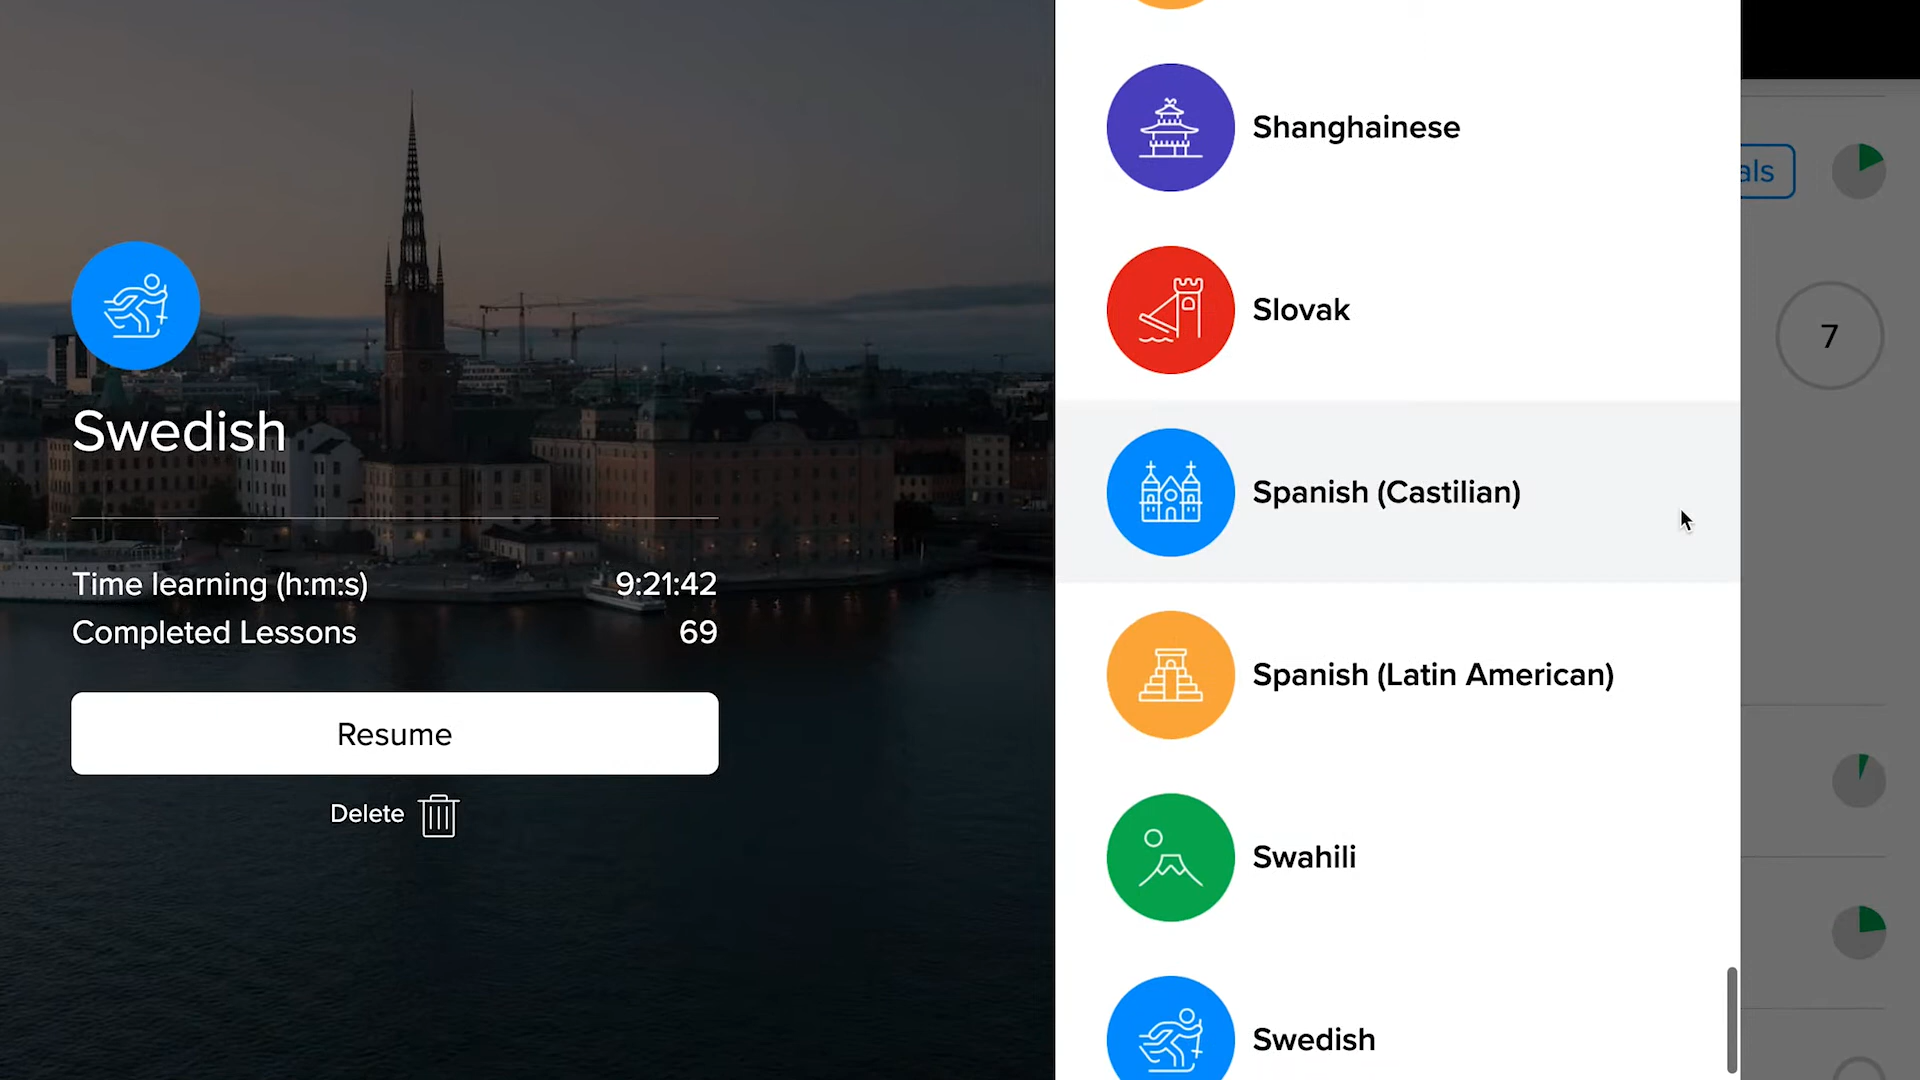 Swedish
Time learning (h:m:s) 9:21:42
Completed Lessons 69
Resume
Delete
Shanghainese
Slovak
Spanish (Castilian)
Spanish (Latin American)
Swahili
Swedish
als
7